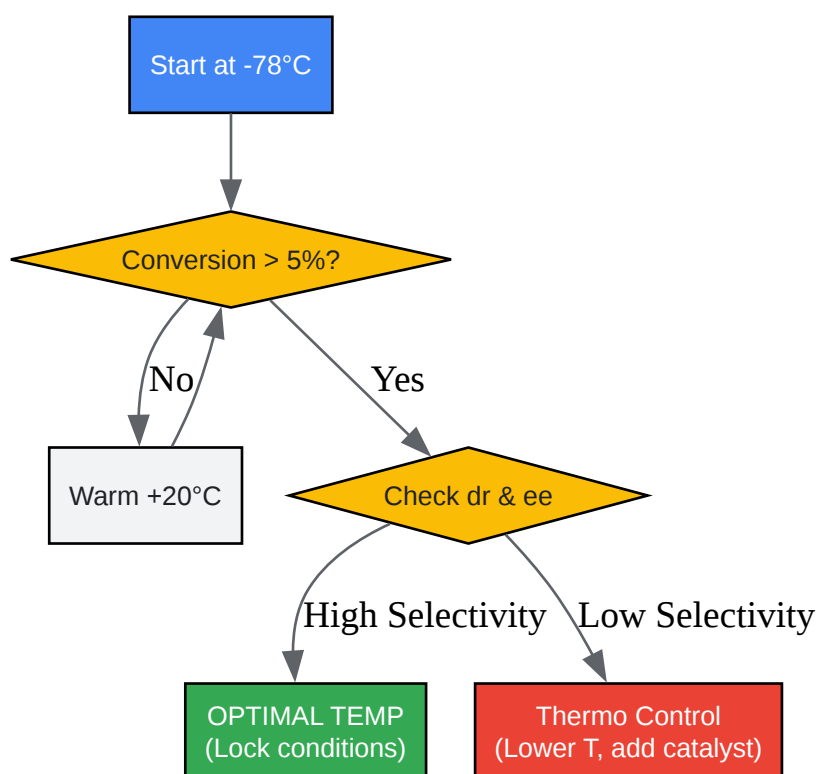 Start at -78°C
Conversion > 5%?
No
Yes
Warm +20°C
Check dr & ee
High Selectivity
Low Selectivity
OPTIMAL TEMP
(Lock conditions)
Thermo Control
(Lower T, add catalyst)